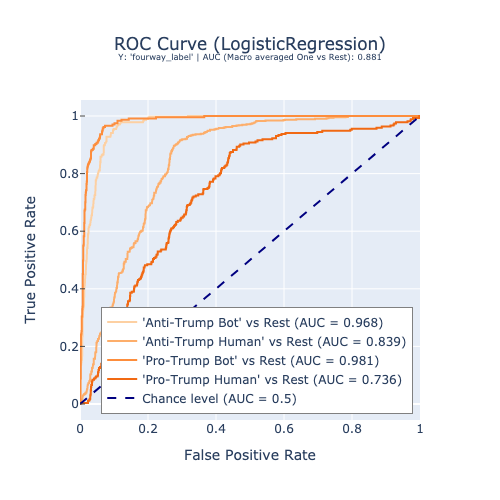 ROC Curve (LogisticRegression)
Y: 'fourway_label' | AUC (Macro averaged One vs Rest): 0.881
1
0.8
0.6
0.4
0.2
0
True Positive Rate
'Anti-Trump Bot' vs Rest (AUC = 0.968)
'Anti-Trump Human' vs Rest (AUC = 0.839)
'Pro-Trump Bot' vs Rest (AUC = 0.981)
'Pro-Trump Human' vs Rest (AUC = 0.736)
Chance level (AUC = 0.5)
0 0.2 0.4 0.6 0.8 1
False Positive Rate